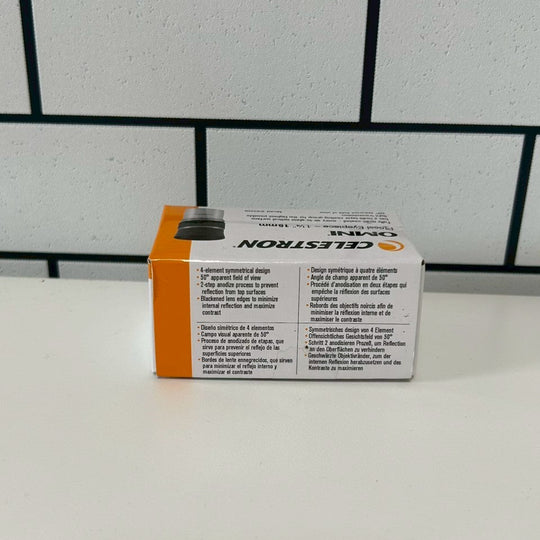 CELESTRON
OMNI
Plössl Eyepiece – 1¼", 15mm
• 4-element symmetrical design
• 50° apparent field of view
• 2-step anodize process to prevent
reflection from top surfaces
• Blackened lens edges to minimize
internal reflection and maximize
contrast
• Design symétrique à quatre éléments
• Angle de champ apparent de 50°
• Procédé d'anodisation en deux étapes qui
empêche la réflexion des surfaces
supérieures
• Rebords des objectifs noircis afin de
minimiser la réflexion interne et de
maximiser le contraste
• Diseño simétrico de 4 elementos
• Campo visual aparente de 50°
• Proceso de anodizado de etapas, que
sirve para prevenir el reflejo de las
superficies superiores
• Bordes de lente ennegrecidos, que sirven
para minimizar el reflejo interno y
maximizar el contraste
• Symmetrisches design von 4 Element
• Offensichtliches Gesichtsfeld von 50°
• Schritt 2 anodisieren Prozeß, um Reflection
an den Oberflächen zu verhindern
• Geschwärzte Objektivränder, zum der
internen Reflexion herabzusetzen und des
Kontraste zu maximieren